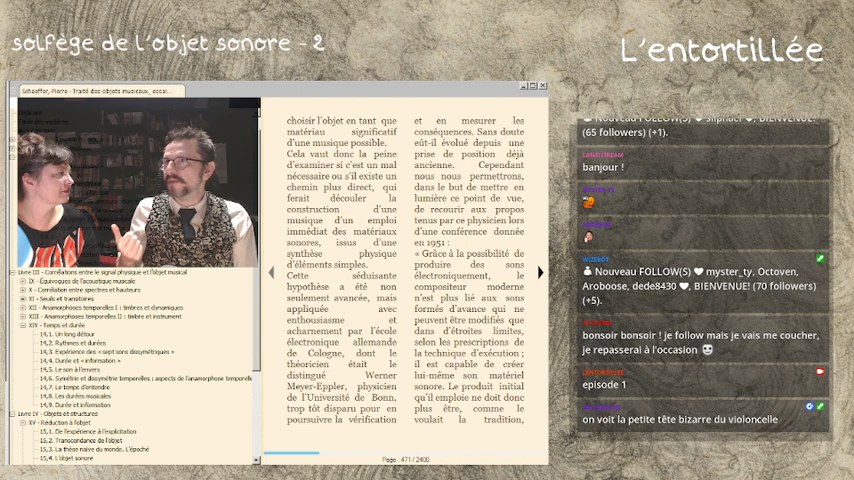 solfège de l'objet sonore - 2
L'entortillée
Schaeffer, Pierre - Traité des objets musicaux_ essai...
Livre III - Corrélations entre le signal physique et l'objet musical
IX - Équivoques de l'acoustique musicale
X - Corrélation entre spectres et hauteurs
XI - Seuils et transitoires
XII - Anamorphoses temporelles I : timbres et dynamiques
XIII - Anamorphoses temporelles II : timbre et instrument
XIV - Temps et durée
14,1. Un long détour
14,2. Rythmes et durées
14,3. Expérience des « sept sons dissymétriques »
14,4. Durée et « information »
14,5. Le son à l'envers
14,6. Symétrie et dissymétrie temporelles : aspects de l'anamorphose temporelle
14,7. Le temps d'entendre
14,8. Les durées musicales
14,9. Durée et information
Livre IV - Objets et structures
XV - Réduction à l'objet
15,1. De l'expérience à l'explicitation
15,2. Transcendance de l'objet
15,3. La thèse naïve du monde. L'épochè
15,4. L'objet sonore
choisir l'objet en tant que
matériau significatif
d'une musique possible.
Cela vaut donc la peine
d'examiner si c'est un mal
nécessaire ou s'il existe un
chemin plus direct, qui
ferait découler la
construction d'une
musique d'un emploi
immédiat des matériaux
sonores, issus d'une
synthèse physique
d'éléments simples.
Cette séduisante
hypothèse a été non
seulement avancée, mais
appliquée avec
enthousiasme et
acharnement par l'école
électronique allemande
de Cologne, dont le
théoricien était le
distingué Werner
Meyer-Eppler, physicien
de l'Université de Bonn,
trop tôt disparu pour en
poursuivre la vérification
et en mesurer les
conséquences. Sans doute
eût-il évolué depuis une
prise de position déjà
ancienne. Cependant
nous nous permettrons,
dans le but de mettre en
lumière ce point de vue,
de recourir aux propos
tenus par ce physicien lors
d'une conférence donnée
en 1951 :
« Grâce à la possibilité de
produire des sons
électroniquement, le
compositeur moderne
n'est plus lié aux sons
formés d'avance qui ne
peuvent être modifiés que
dans d'étroites limites,
selon les prescriptions de
la technique d'exécution ;
il est capable de créer
lui-même son matériel
sonore. Le produit initial
qu'il emploie ne doit donc
plus être, comme le
voulait la tradition,
Page : 471 / 2400
(65 followers) (+1).
banjour !
WIZEBOT
Nouveau FOLLOW(S) myster_ty, Octoven,
Aroboose, dede8430, BIENVENUE! (70 followers)
(+5).
bonsoir bonsoir ! je follow mais je vais me coucher,
je repasserai à l'occasion
episode 1
on voit la petite tête bizarre du violoncelle